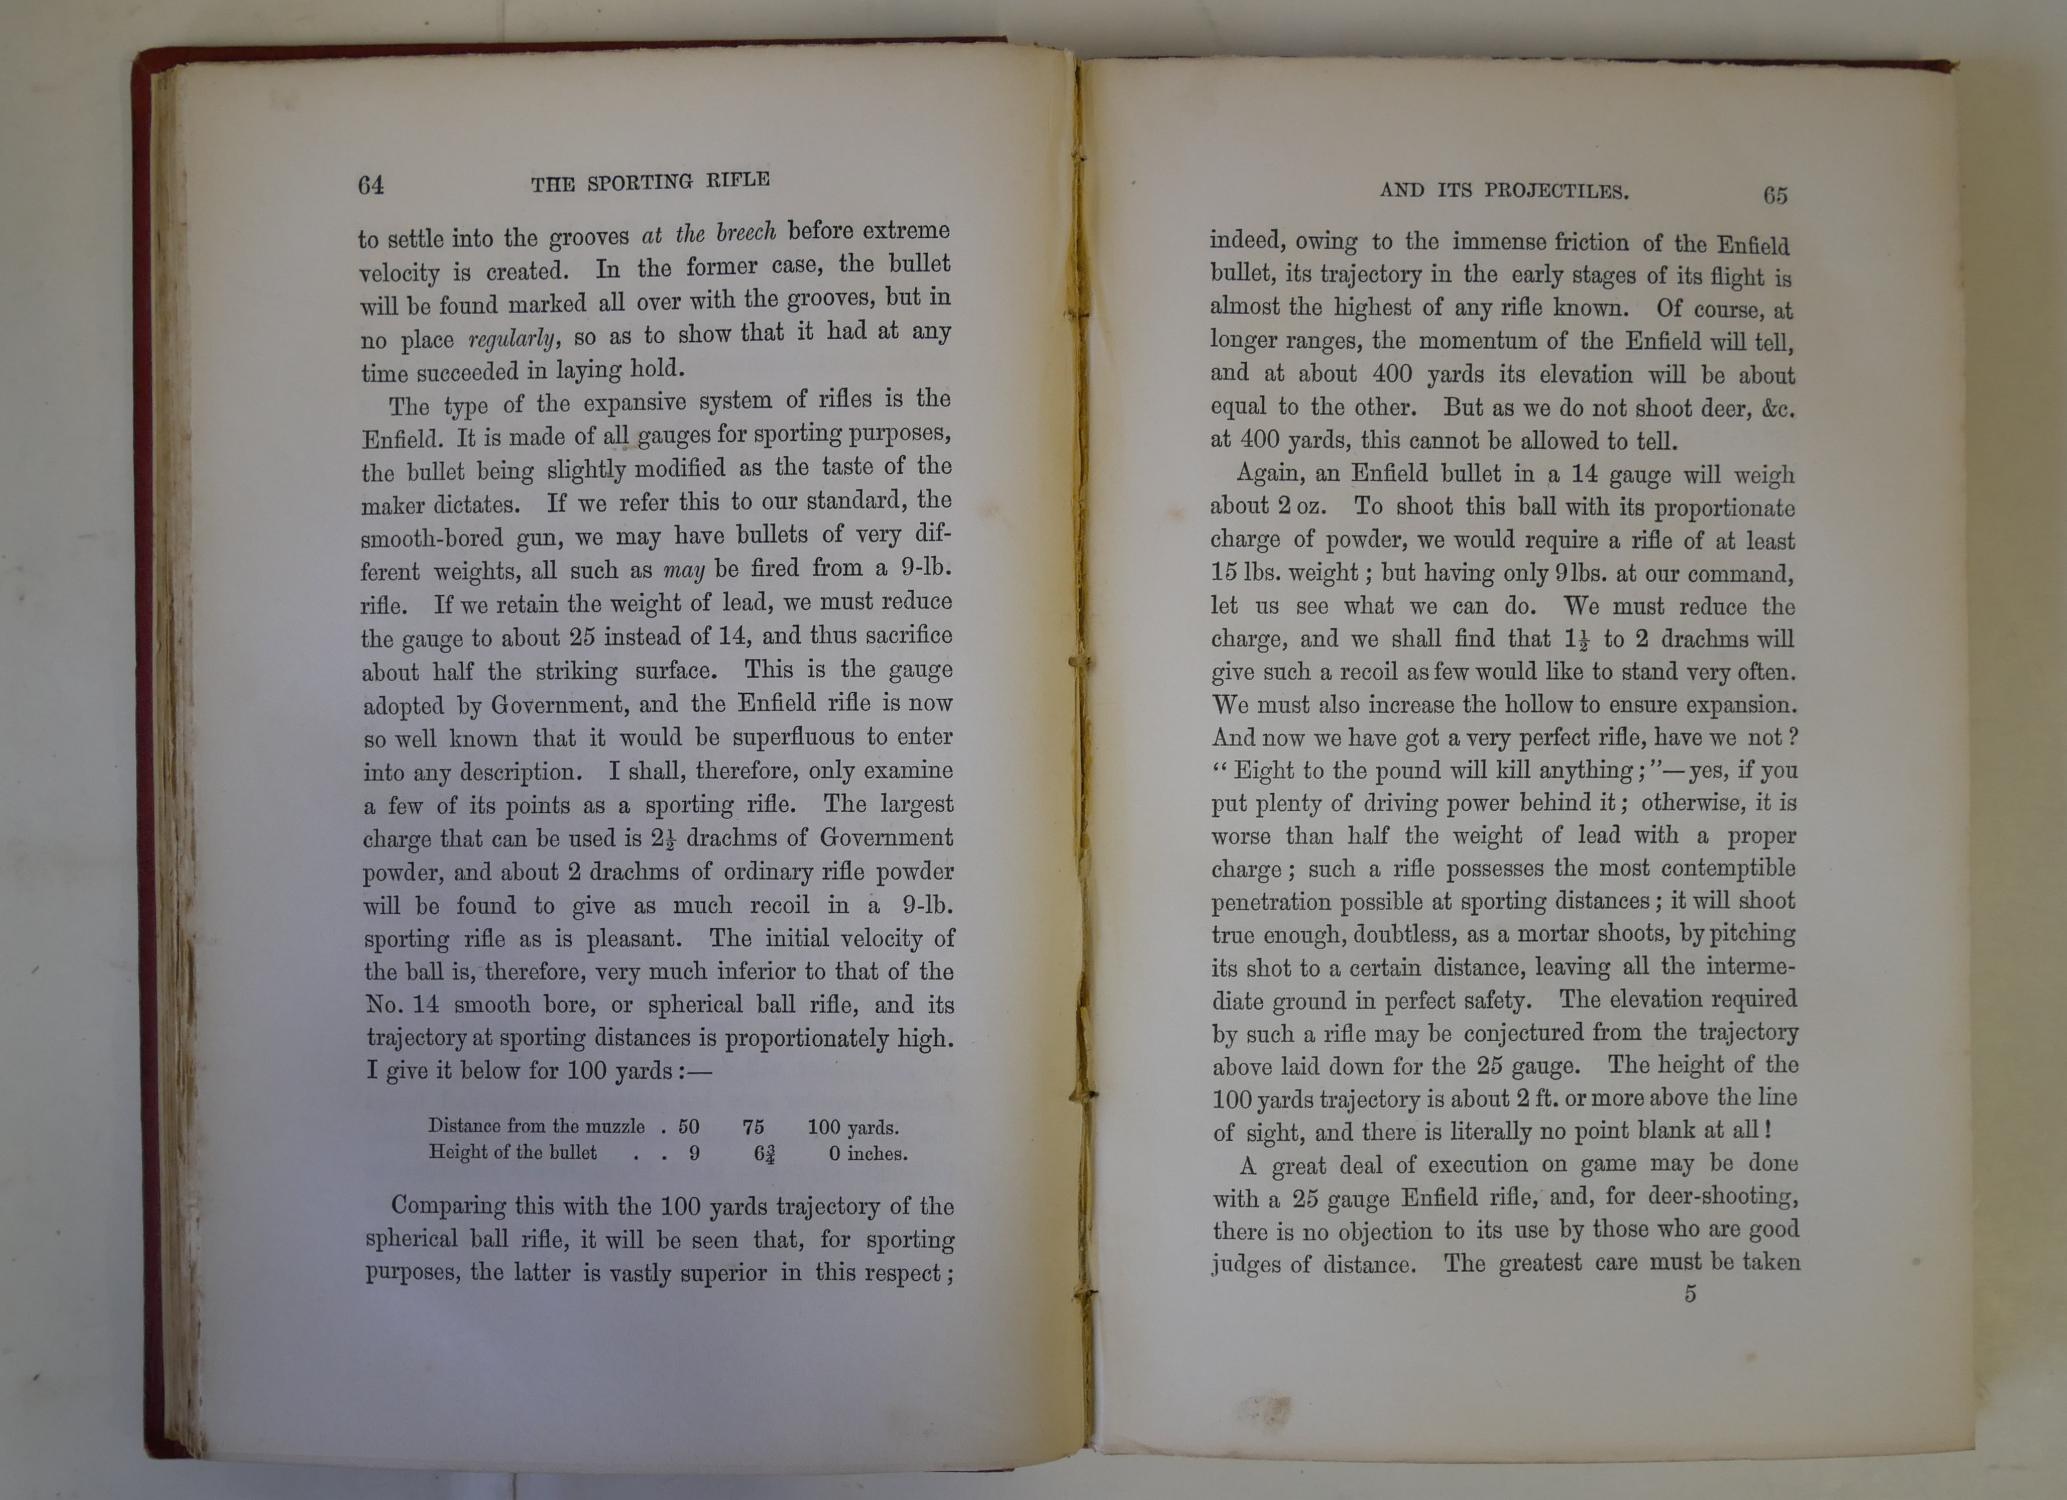 64 THE SPORTING RIFLE
to settle into the grooves at the breech before extreme
velocity is created. In the former case, the bullet
will be found marked all over with the grooves, but in
no place regularly, so as to show that it had at any
time succeeded in laying hold.
The type of the expansive system of rifles is the
Enfield. It is made of all gauges for sporting purposes,
the bullet being slightly modified as the taste of the
maker dictates. If we refer this to our standard, the
smooth-bored gun, we may have bullets of very dif-
ferent weights, all such as may be fired from a 9-lb.
rifle. If we retain the weight of lead, we must reduce
the gauge to about 25 instead of 14, and thus sacrifice
about half the striking surface. This is the gauge
adopted by Government, and the Enfield rifle is now
so well known that it would be superfluous to enter
into any description. I shall, therefore, only examine
a few of its points as a sporting rifle. The largest
charge that can be used is 2½ drachms of Government
powder, and about 2 drachms of ordinary rifle powder
will be found to give as much recoil in a 9-lb.
sporting rifle as is pleasant. The initial velocity of
the ball is, therefore, very much inferior to that of the
No. 14 smooth bore, or spherical ball rifle, and its
trajectory at sporting distances is proportionately high.
I give it below for 100 yards :—
Distance from the muzzle . 50 75 100 yards.
Height of the bullet . . 9 6¾ 0 inches.
Comparing this with the 100 yards trajectory of the
spherical ball rifle, it will be seen that, for sporting
purposes, the latter is vastly superior in this respect ;
AND ITS PROJECTILES. 65
indeed, owing to the immense friction of the Enfield
bullet, its trajectory in the early stages of its flight is
almost the highest of any rifle known. Of course, at
longer ranges, the momentum of the Enfield will tell,
and at about 400 yards its elevation will be about
equal to the other. But as we do not shoot deer, &c.
at 400 yards, this cannot be allowed to tell.
Again, an Enfield bullet in a 14 gauge will weigh
about 2 oz. To shoot this ball with its proportionate
charge of powder, we would require a rifle of at least
15 lbs. weight ; but having only 9 lbs. at our command,
let us see what we can do. We must reduce the
charge, and we shall find that 1½ to 2 drachms will
give such a recoil as few would like to stand very often.
We must also increase the hollow to ensure expansion.
And now we have got a very perfect rifle, have we not ?
“ Eight to the pound will kill anything ; ”—yes, if you
put plenty of driving power behind it ; otherwise, it is
worse than half the weight of lead with a proper
charge ; such a rifle possesses the most contemptible
penetration possible at sporting distances ; it will shoot
true enough, doubtless, as a mortar shoots, by pitching
its shot to a certain distance, leaving all the interme-
diate ground in perfect safety. The elevation required
by such a rifle may be conjectured from the trajectory
above laid down for the 25 gauge. The height of the
100 yards trajectory is about 2 ft. or more above the line
of sight, and there is literally no point blank at all !
A great deal of execution on game may be done
with a 25 gauge Enfield rifle, and, for deer-shooting,
there is no objection to its use by those who are good
judges of distance. The greatest care must be taken
5